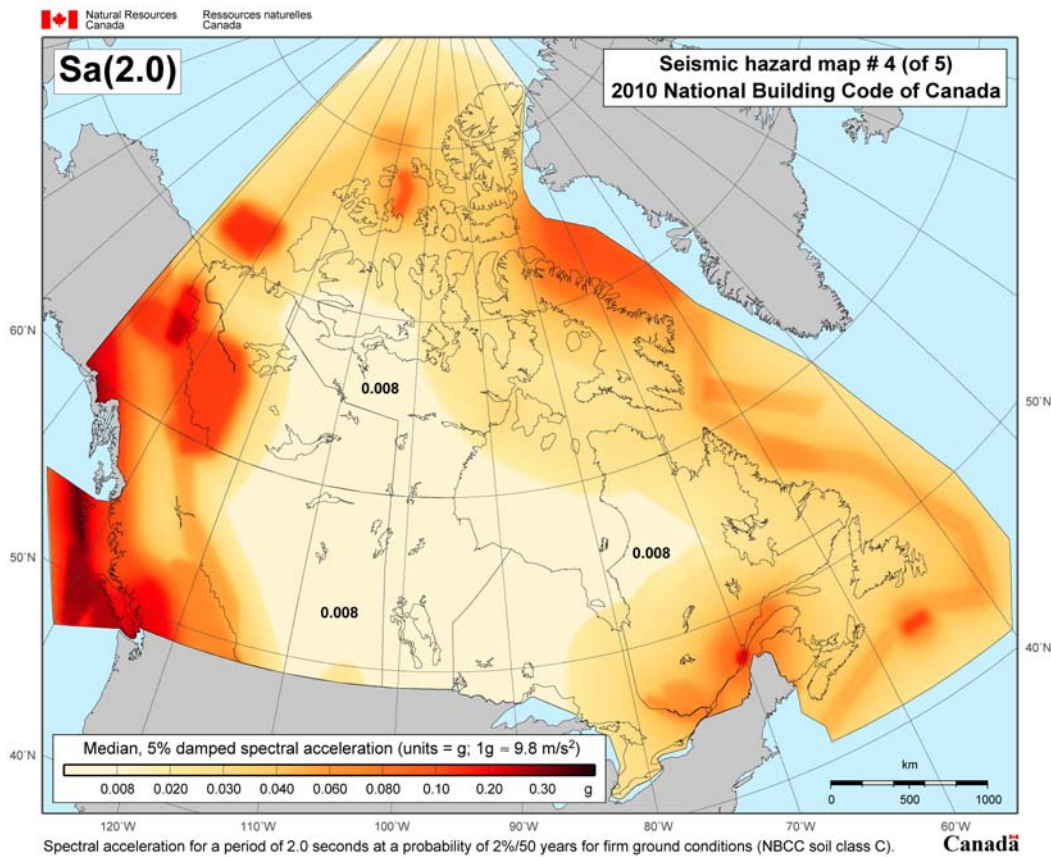 Natural Resources Ressources naturelles
Canada Canada
Sa(2.0)
Seismic hazard map # 4 (of 5)
2010 National Building Code of Canada
60˚N
50˚N
40˚N
50˚N
40˚N
0.008
0.008
0.008
Median, 5% damped spectral acceleration (units = g; 1g ≈ 9.8 m/s²)
0.008 0.020 0.030 0.040 0.080 0.10 0.20 0.30 g
km
0 500 1000
120˚W 110˚W 100˚W 90˚W 80˚W 70˚W 60˚W
Spectral acceleration for a period of 2.0 seconds at a probability of 2%/50 years for firm ground conditions (NBCC soil class C).
Canada